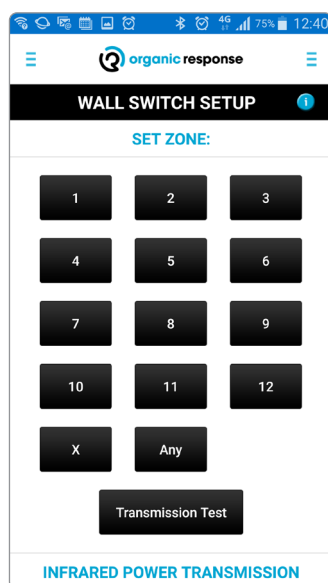 4G 75% 12:40
organic response
WALL SWITCH SETUP i
SET ZONE:
1 2 3
4 5 6
7 8 9
10 11 12
X Any
Transmission Test
INFRARED POWER TRANSMISSION